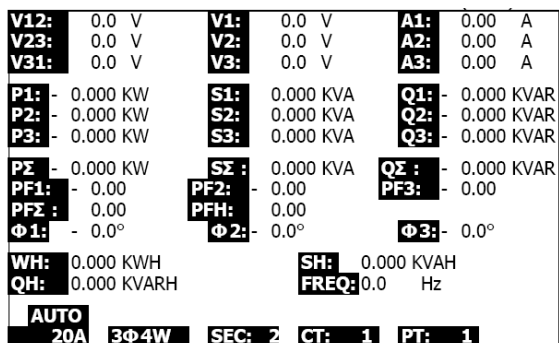 V12: 0.0 V V1: 0.0 V A1: 0.00 A
V23: 0.0 V V2: 0.0 V A2: 0.00 A
V31: 0.0 V V3: 0.0 V A3: 0.00 A
P1: - 0.000 KW S1: 0.000 KVA Q1: - 0.000 KVAR
P2: - 0.000 KW S2: 0.000 KVA Q2: - 0.000 KVAR
P3: - 0.000 KW S3: 0.000 KVA Q3: - 0.000 KVAR
PΣ - 0.000 KW SΣ : 0.000 KVA QΣ : - 0.000 KVAR
PF1: - 0.00 PF2: - 0.00 PF3: - 0.00
PFΣ : 0.00 PFH: 0.00
Φ1: - 0.0° Φ2: - 0.0° Φ3: - 0.0°
WH: 0.000 KWH SH: 0.000 KVAH
QH: 0.000 KVARH FREQ: 0.0 Hz
AUTO
20A 3Φ4W SEC: 2 CT: 1 PT: 1